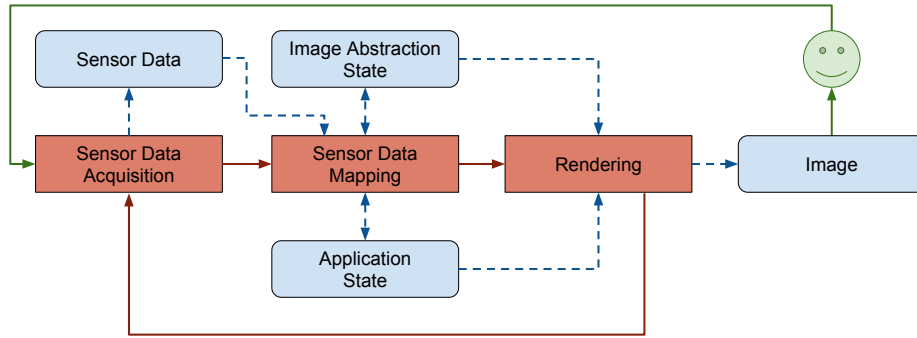 Sensor Data
Image Abstraction
State
Sensor Data
Acquisition
Sensor Data
Mapping
Rendering
Image
Application
State